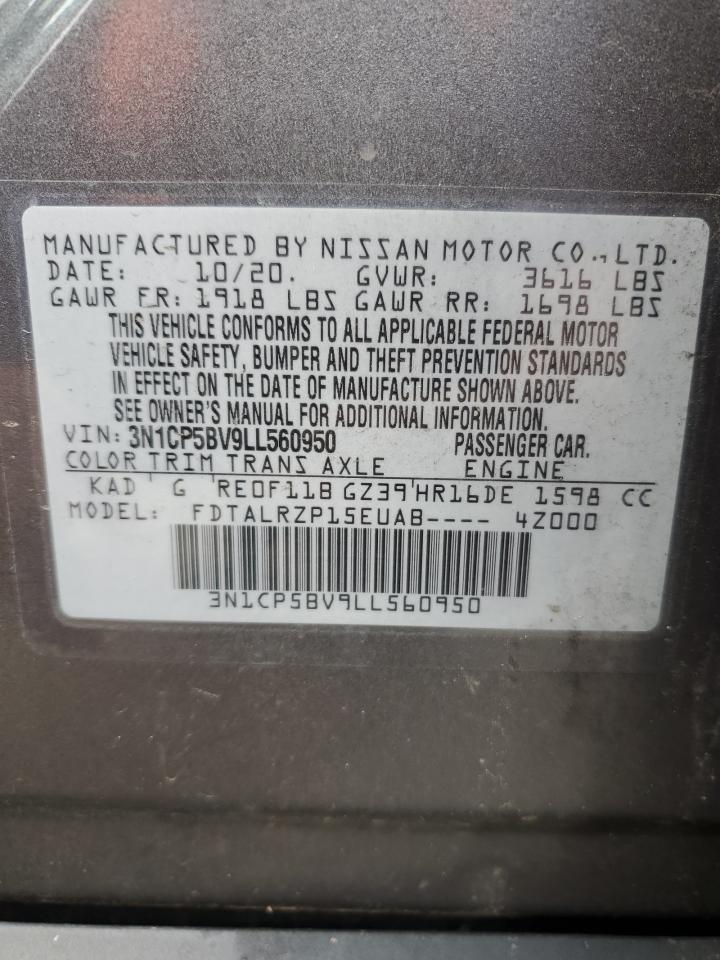 MANUFACTURED BY NISSAN MOTOR CO., LTD.
DATE: 10/20. GVWR: 3616 LBS
GAWR FR: 1918 LBS GAWR RR: 1698 LBS
THIS VEHICLE CONFORMS TO ALL APPLICABLE FEDERAL MOTOR
VEHICLE SAFETY, BUMPER AND THEFT PREVENTION STANDARDS
IN EFFECT ON THE DATE OF MANUFACTURE SHOWN ABOVE.
SEE OWNER'S MANUAL FOR ADDITIONAL INFORMATION.
VIN: 3N1CP5BV9LL560950 PASSENGER CAR.
COLOR TRIM TRANS AXLE ENGINE
KAD G RE0F11B GZ39 HR16DE 1598 CC
MODEL: FDTALRZP15EUAB---- 4Z000
3N1CP5BV9LL560950